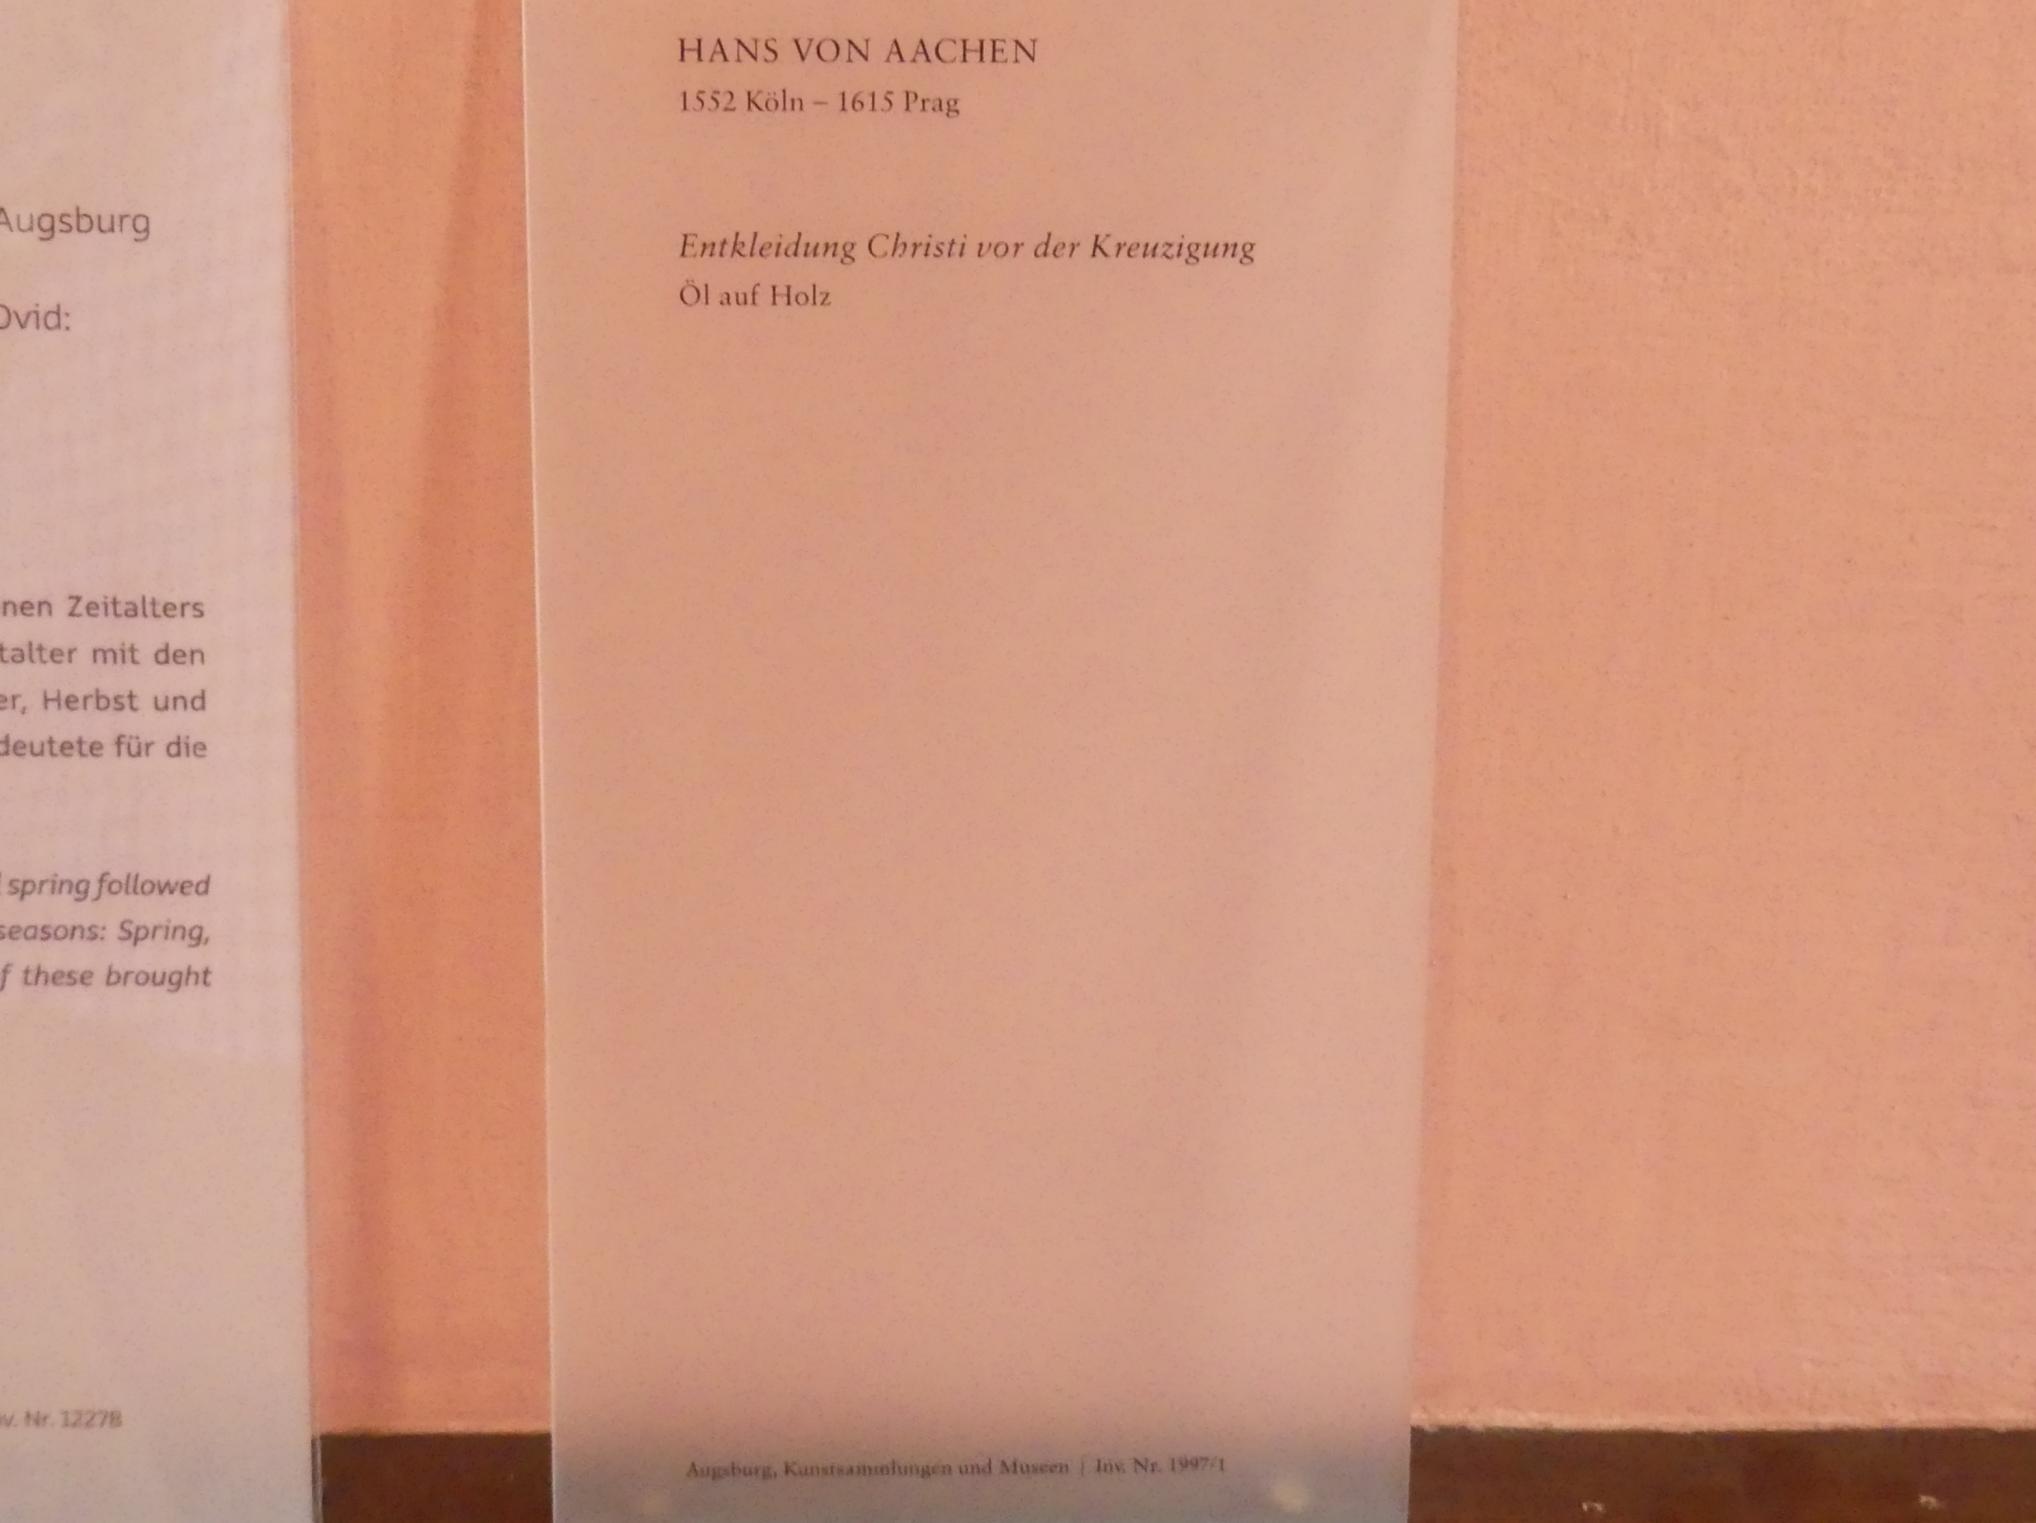 Augsburg
Ovid:
nen Zeitalters
talter mit den
er, Herbst und
deutete für die
spring followed
seasons: Spring,
f these brought
v. Nr. 12278
HANS VON AACHEN
1552 Köln – 1615 Prag
Entkleidung Christi vor der Kreuzigung
Öl auf Holz
Augsburg, Kunstsammlungen und Museen | Inv. Nr. 1997/1